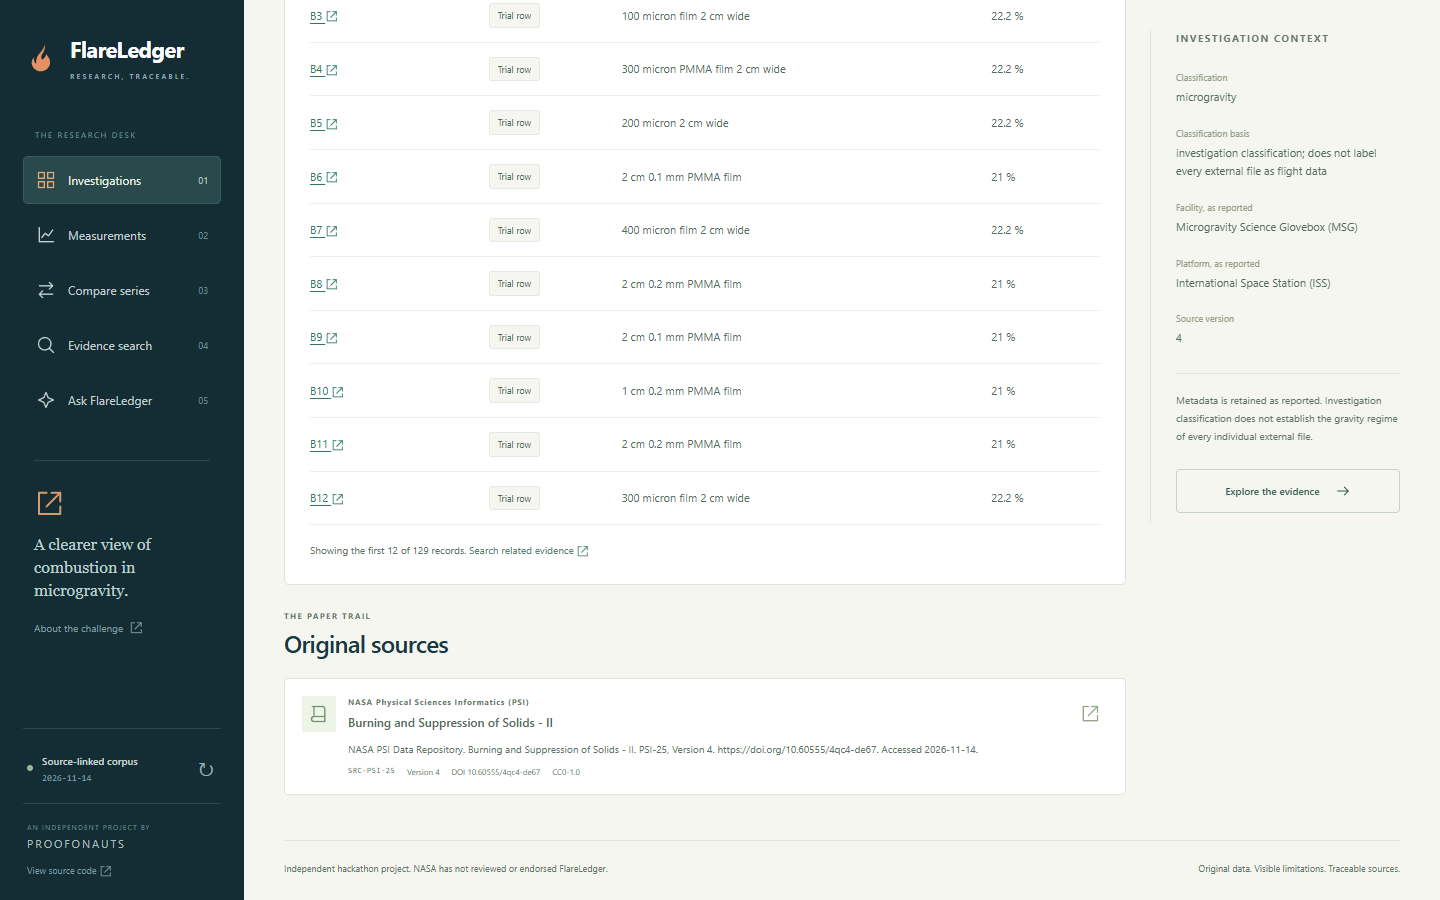 FlareLedger
RESEARCH, TRACEABLE.
THE RESEARCH DESK
Investigations 01
Measurements 02
Compare series 03
Evidence search 04
Ask FlareLedger 05
A clearer view of
combustion in
microgravity.
About the challenge
Source-linked corpus
2026-11-14
AN INDEPENDENT PROJECT BY
PROOFONAUTS
View source code
B3 Trial row 100 micron film 2 cm wide 22.2 %
B4 Trial row 300 micron PMMA film 2 cm wide 22.2 %
B5 Trial row 200 micron 2 cm wide 22.2 %
B6 Trial row 2 cm 0.1 mm PMMA film 21 %
B7 Trial row 400 micron film 2 cm wide 22.2 %
B8 Trial row 2 cm 0.2 mm PMMA film 21 %
B9 Trial row 2 cm 0.1 mm PMMA film 21 %
B10 Trial row 1 cm 0.2 mm PMMA film 21 %
B11 Trial row 2 cm 0.2 mm PMMA film 21 %
B12 Trial row 300 micron film 2 cm wide 22.2 %
Showing the first 12 of 129 records. Search related evidence
THE PAPER TRAIL
Original sources
NASA Physical Sciences Informatics (PSI)
Burning and Suppression of Solids - II
NASA PSI Data Repository. Burning and Suppression of Solids - II. PSI-25, Version 4. https://doi.org/10.60555/4qc4-de67. Accessed 2026-11-14.
SRC-PSI-25 Version 4 DOI 10.60555/4qc4-de67 CC0-1.0
INVESTIGATION CONTEXT
Classification
microgravity
Classification basis
investigation classification; does not label
every external file as flight data
Facility, as reported
Microgravity Science Glovebox (MSG)
Platform, as reported
International Space Station (ISS)
Source version
4
Metadata is retained as reported. Investigation
classification does not establish the gravity regime
of every individual external file.
Explore the evidence
Independent hackathon project. NASA has not reviewed or endorsed FlareLedger.
Original data. Visible limitations. Traceable sources.